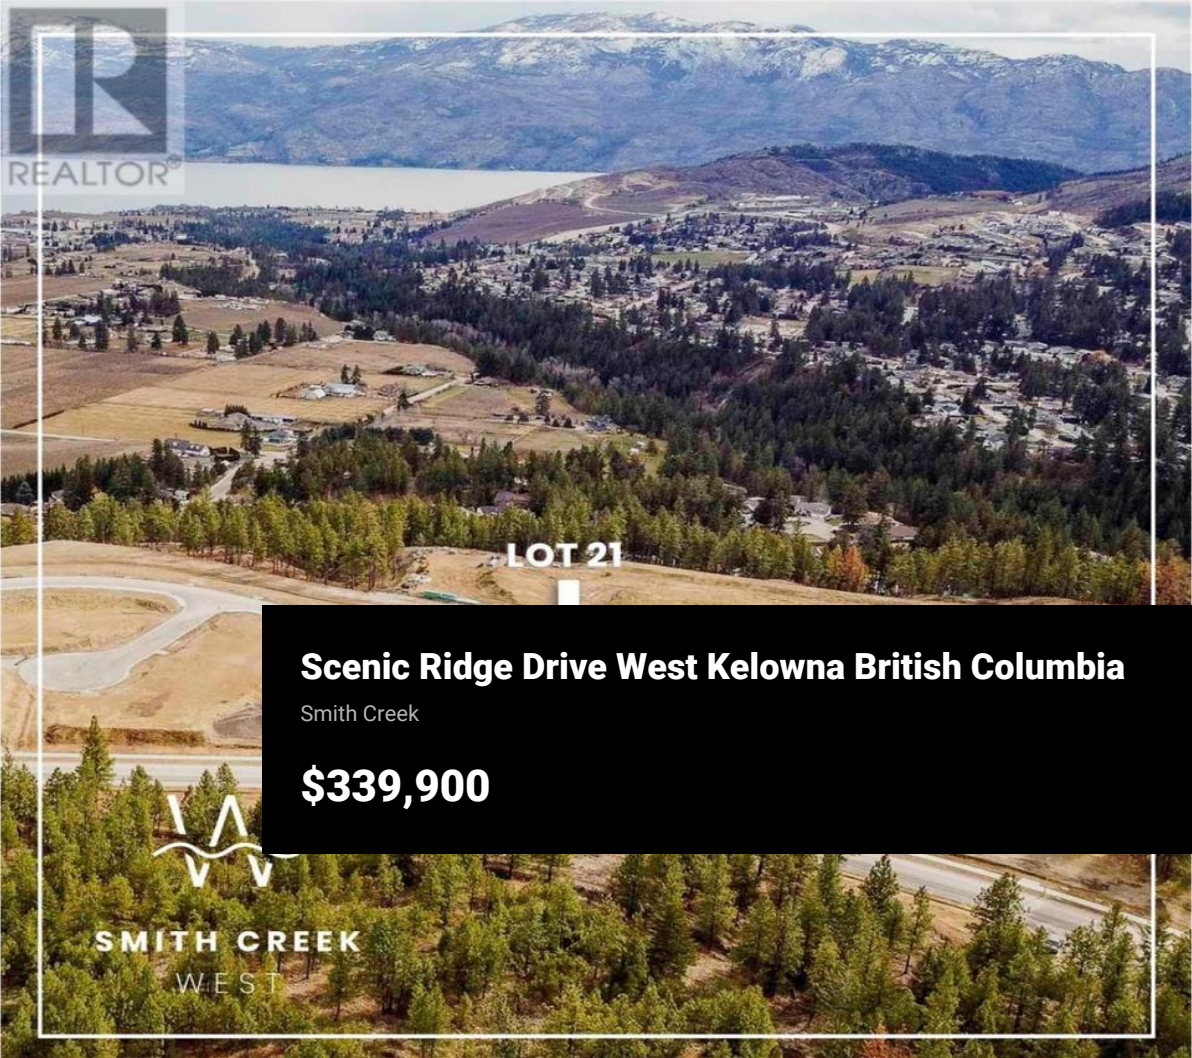 REALTOR®
LOT 21
Scenic Ridge Drive West Kelowna British Columbia
Smith Creek
$339,900
SMITH CREEK
WEST